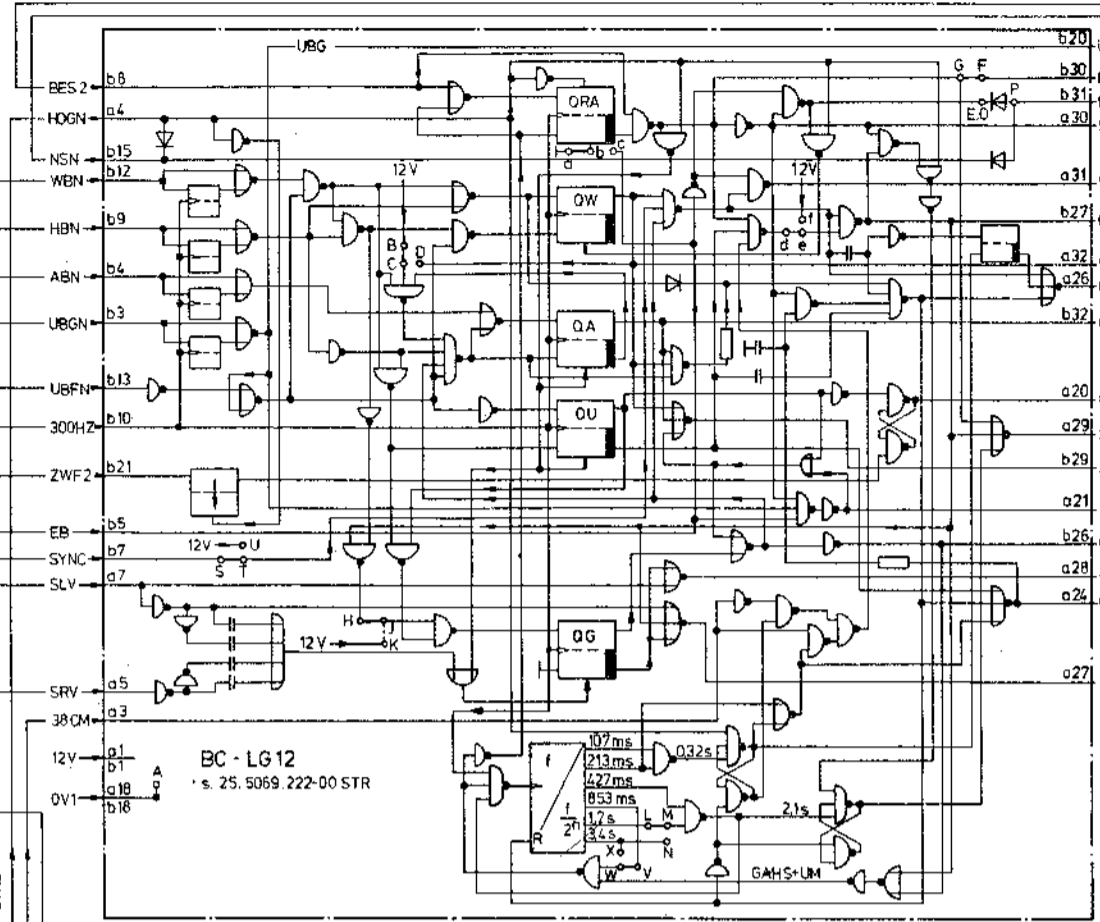 UBG
BES 2
b8
HOGN
a4
NSN
b15
WBN
b12
HBN
b9
ABN
b4
UBGN
b3
UBFN
b13
300HZ
b10
ZWF2
b21
EB
b5
SYNC
b7
SLV
a7
SRV
a5
38CM
a3
12V
a1
b1
0V1
a18
b18
A
BC - LG12
s. 25. 5069. 222-00 STR
12V
U
S
T
12V
H
J
K
12V
B
C
D
QRA
a
b
c
QW
QA
QU
QG
12V
f
d
e
G
F
E.O
P
f
f
2n
R
107ms
213ms
427ms
853ms
1,2s
3,4s
0,32s
L
M
N
X
W
V
2,1s
GAHS+UM
b20
b30
b31
a30
a31
b27
a32
a26
b32
a20
a29
b29
a21
b26
a28
a24
a27